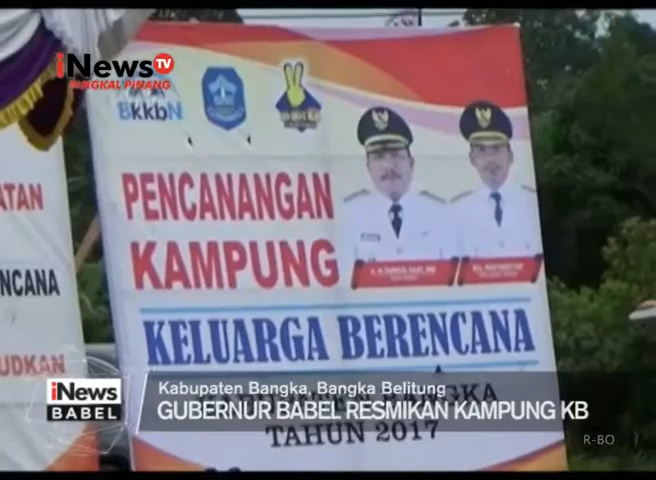 iNews TV
PANGKAL PINANG
BkkbN
ATAN
PENCANANGAN
KAMPUNG
ENCANA
KELUARGA BERENCANA
UDKAN
BANGKA
TAHUN 2017
iNews
BABEL
Kabupaten Bangka, Bangka Belitung
GUBERNUR BABEL RESMIKAN KAMPUNG KB
R-BO